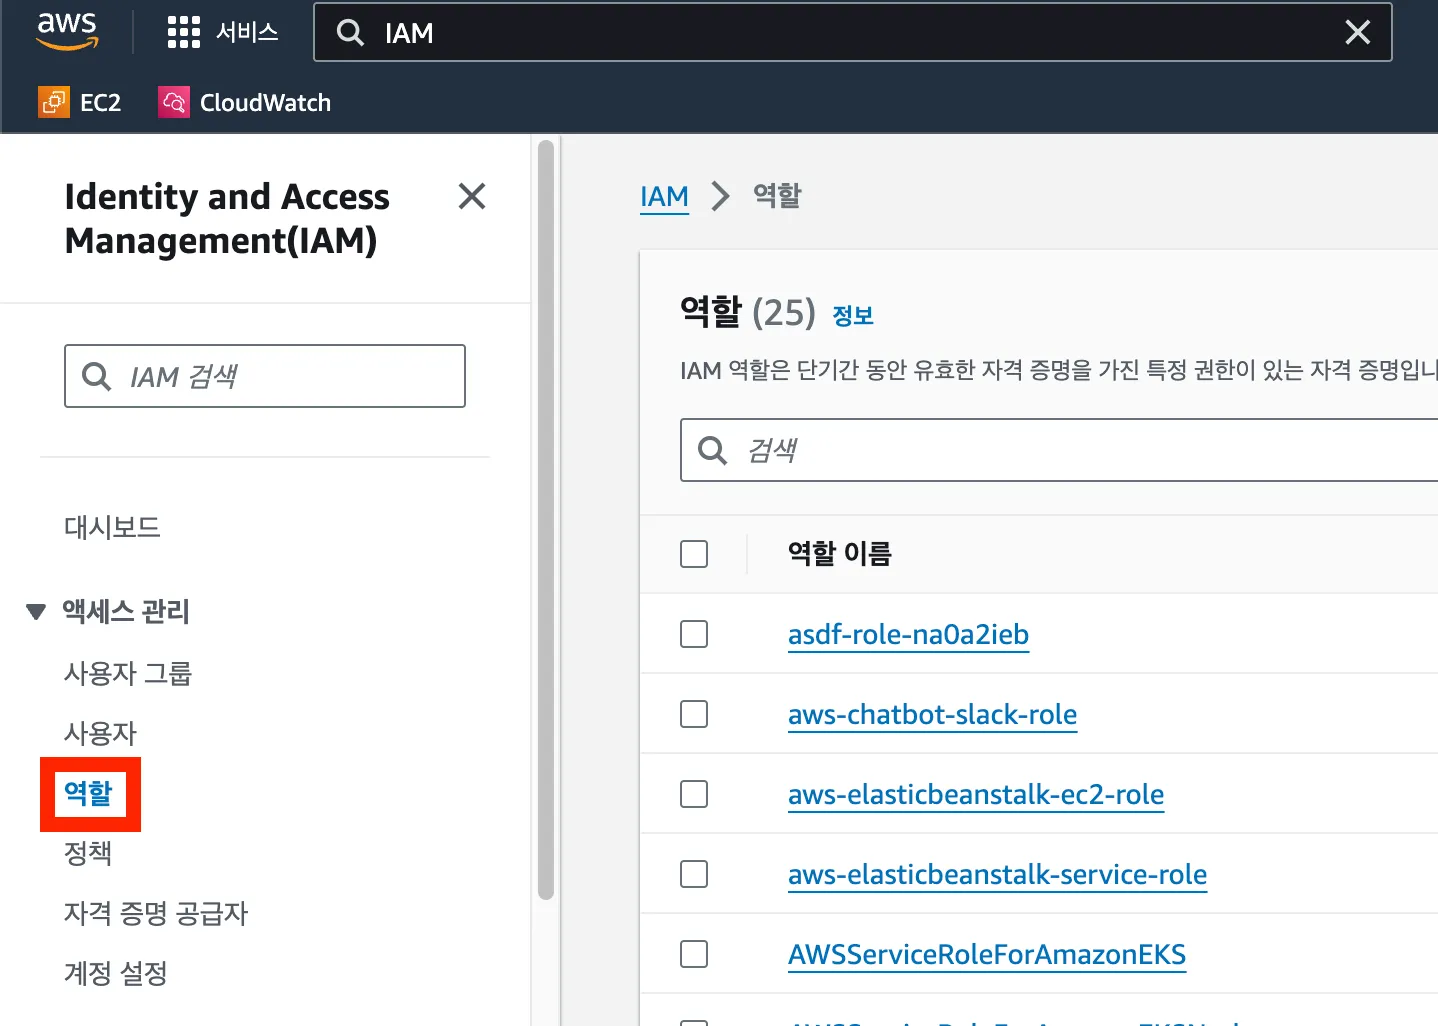 aws
서비스
IAM
EC2
CloudWatch
Identity and Access
Management(IAM)
IAM 검색
대시보드
액세스 관리
사용자 그룹
사용자
역할
정책
자격 증명 공급자
계정 설정
IAM
역할
역할 (25) 정보
IAM 역할은 단기간 동안 유효한 자격 증명을 가진 특정 권한이 있는 자격 증명입니
검색
역할 이름
asdf-role-na0a2ieb
aws-chatbot-slack-role
aws-elasticbeanstalk-ec2-role
aws-elasticbeanstalk-service-role
AWSServiceRoleForAmazonEKS